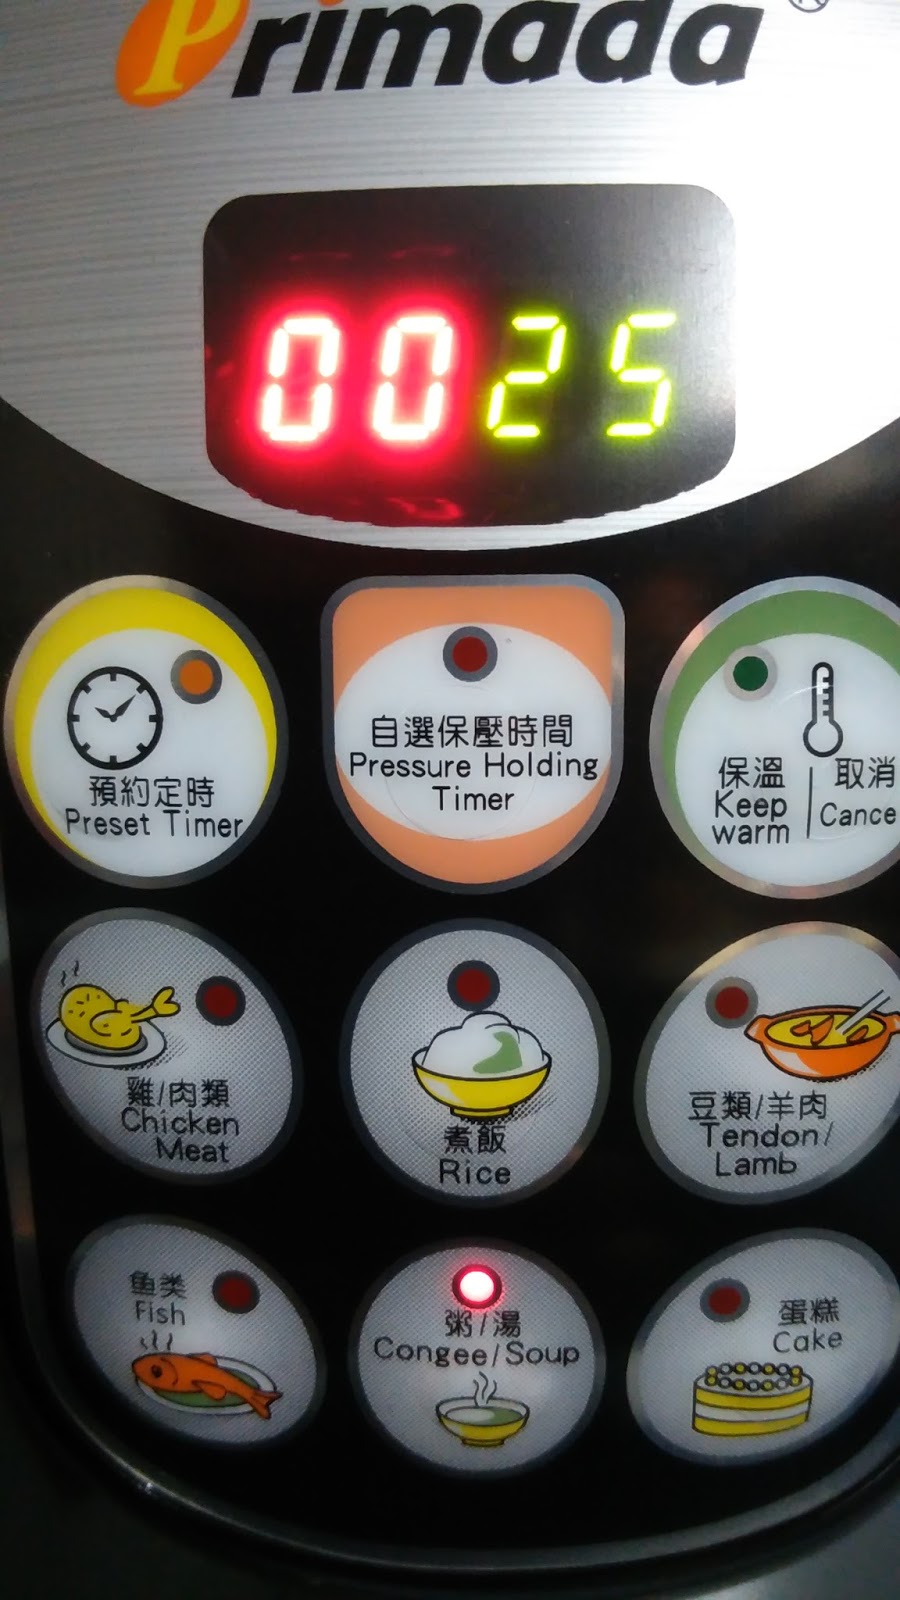 Primada®
0025
預約定時
Preset Timer
自選保壓時間
Pressure Holding
Timer
保溫
Keep
warm
取消
Cance
雞/肉類
Chicken
Meat
煮飯
Rice
豆類/羊肉
Tendon/
Lamb
魚类
Fish
粥/湯
Congee/Soup
蛋糕
Cake